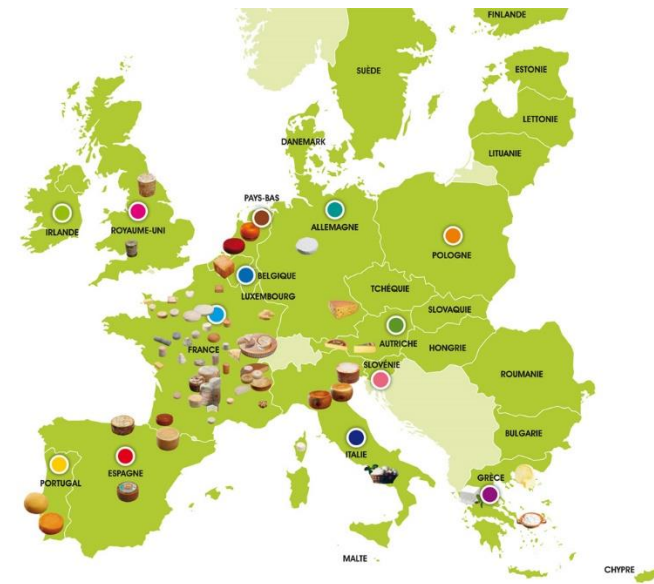 FINLANDE
SUÈDE
ESTONIE
LETTONIE
DANEMARK
LITUANIE
PAYS-BAS
IRLANDE
ROYAUME-UNI
ALLEMAGNE
POLOGNE
BELGIQUE
TCHÉQUIE
LUXEMBOURG
SLOVAQUIE
AUTRICHE
FRANCE
HONGRIE
SLOVÉNIE
ROUMANIE
BULGARIE
ITALIE
ESPAGNE
GRÈCE
PORTUGAL
MALTE
CHYPRE